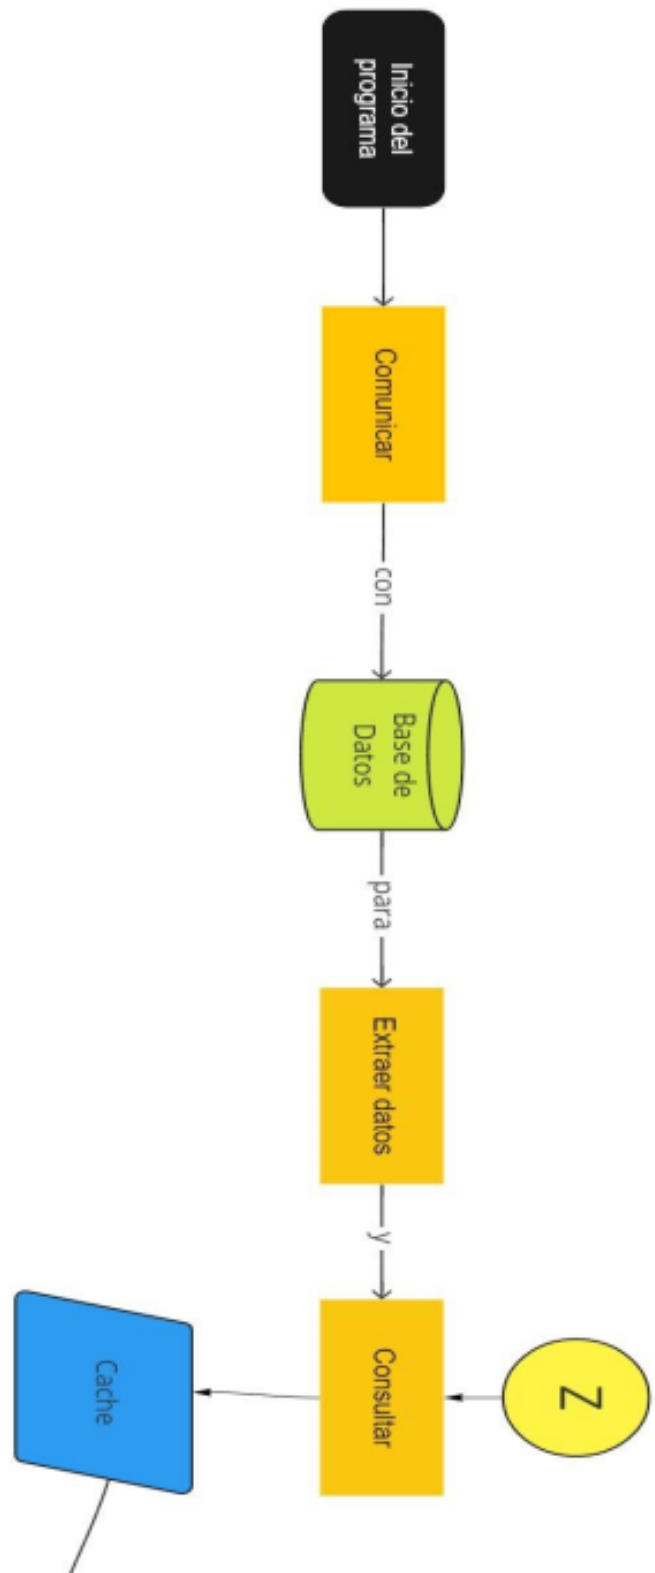 Inicio del
programa
Comunicar
con
Base de
Datos
para
Extraer datos
y
Consultar
Z
Cache